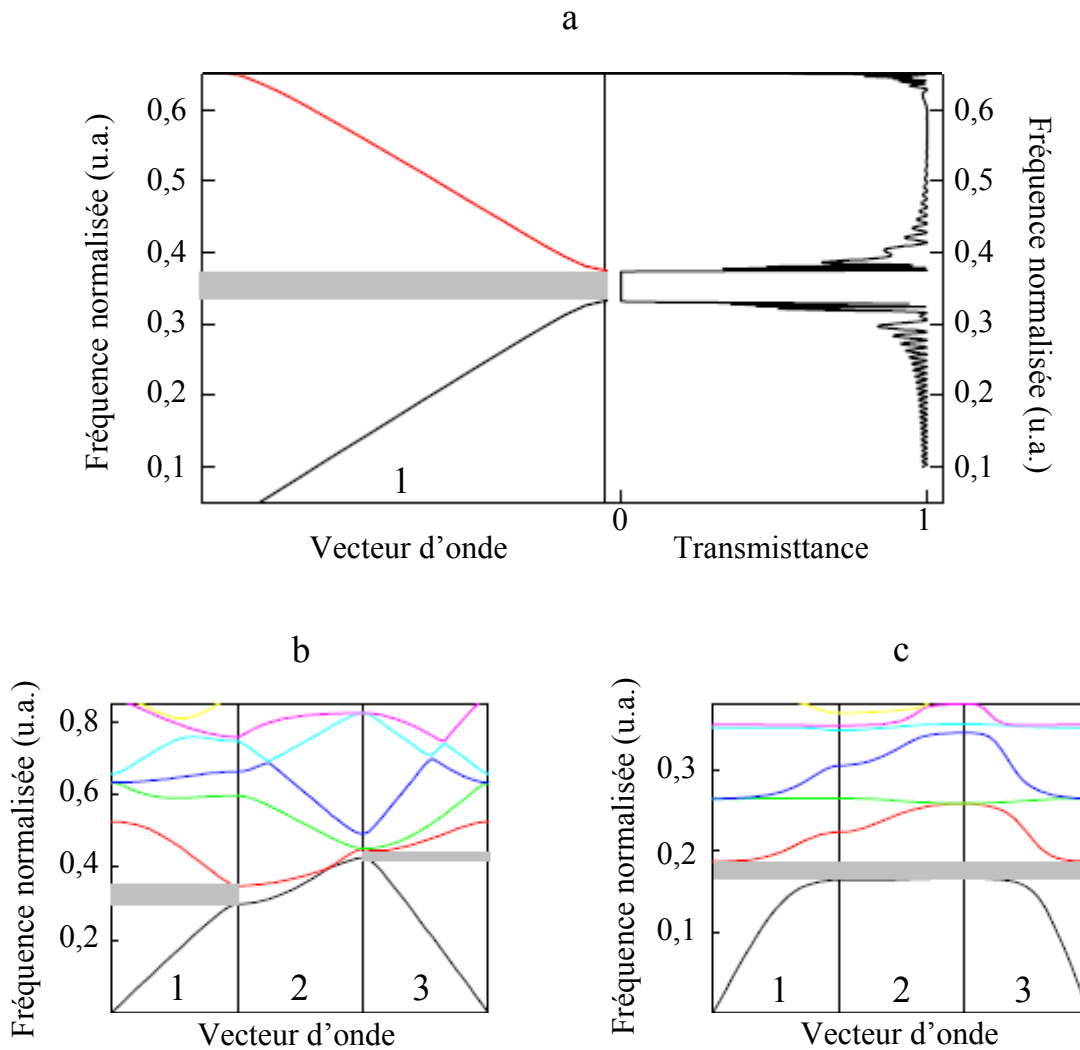 a
Fréquence normalisée (u.a.)
0,6
0,5
0,4
0,3
0,2
0,1
1
Vecteur d'onde
0,6
0,5
0,4
0,3
0,2
0,1
Fréquence normalisée (u.a.)
0
1
Transmisttance
b
Fréquence normalisée (u.a.)
0,8
0,6
0,4
0,2
1
2
3
Vecteur d'onde
c
Fréquence normalisée (u.a.)
0,3
0,2
0,1
1
2
3
Vecteur d'onde